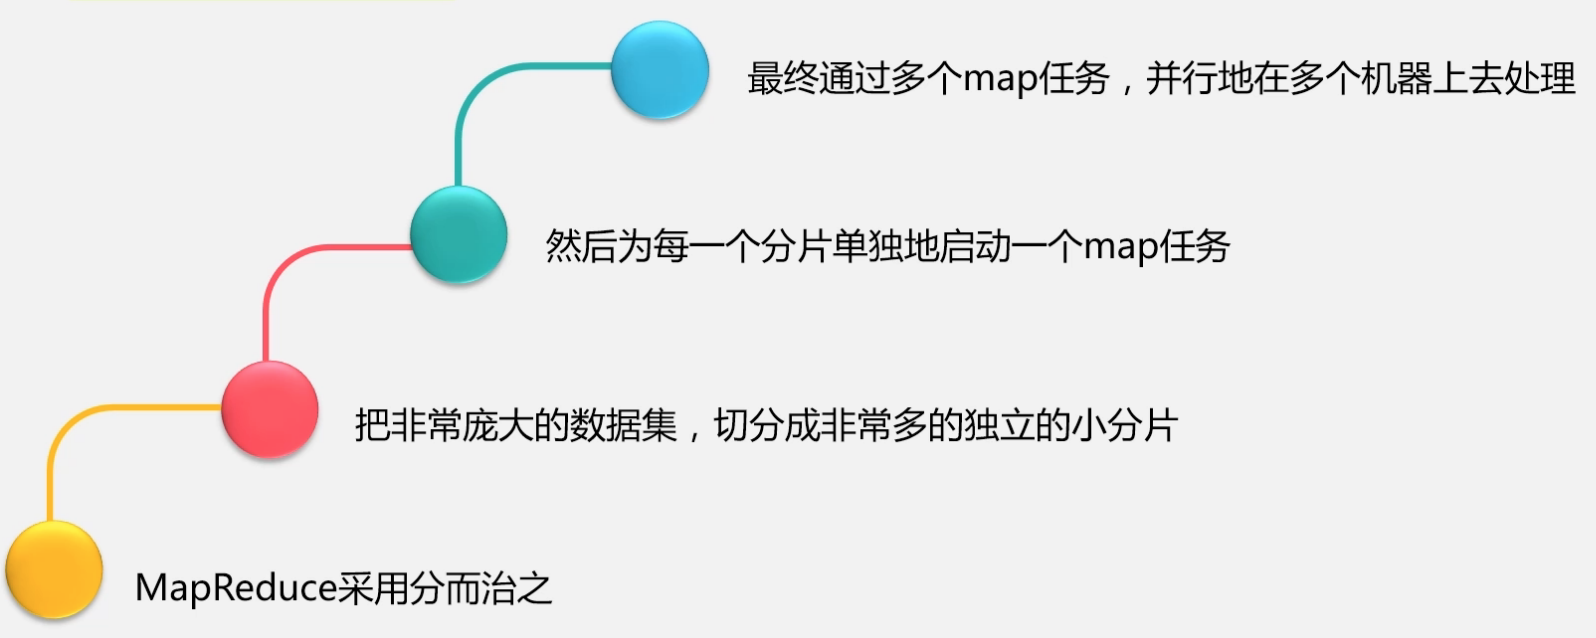 最终通过多个map任务，并行地在多个机器上去处理
然后为每一个分片单独地启动一个map任务
把非常庞大的数据集，切分成非常多的独立的小分片
MapReduce采用分而治之